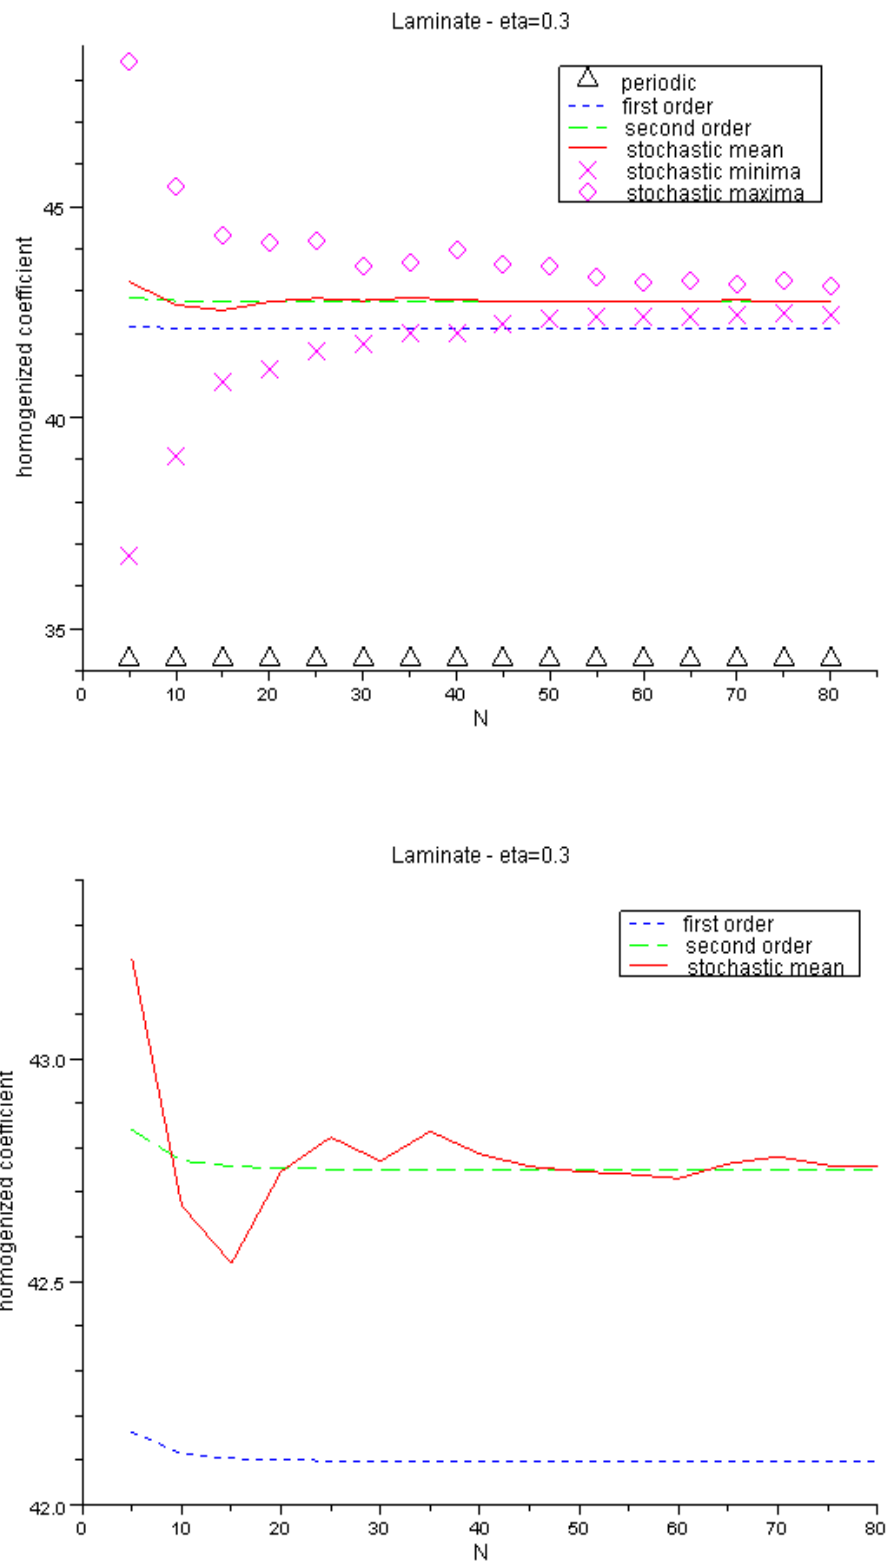 Laminate - eta=0.3
periodic
first order
second order
stochastic mean
stochastic minima
stochastic maxima
homogenized coefficient
45
40
35
0 10 20 30 40 50 60 70 80
N
Laminate - eta=0.3
first order
second order
stochastic mean
homogenized coefficient
43.0
42.5
42.0
0 10 20 30 40 50 60 70 80
N